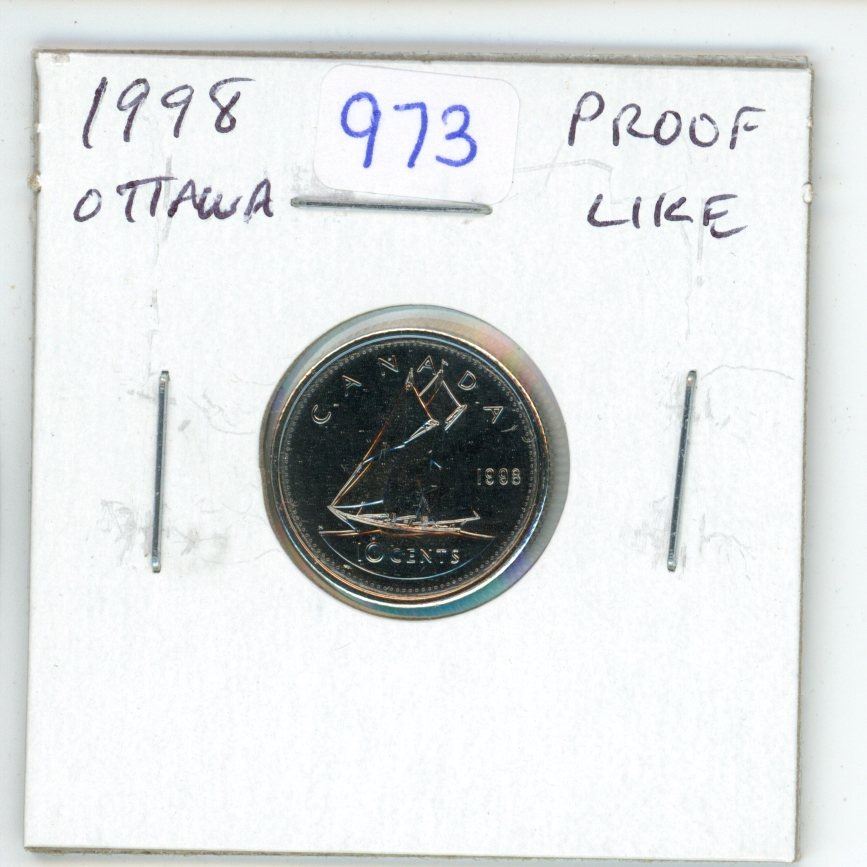 1998
OTTAWA
973
PROOF
LIKE
CANADA
1998
10 CENTS